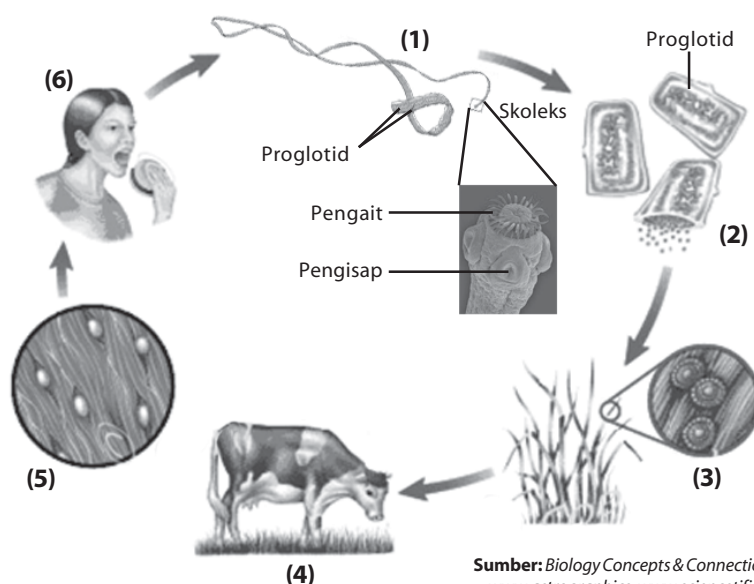 (1)
Proglotid
(6)
Skoleks
Proglotid
Pengait
(2)
Pengisap
(5)
(3)
(4)
Sumber: Biology Concepts & Connectio